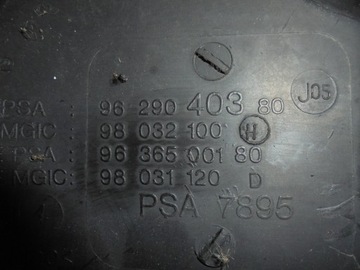 J05
PSA : 96 290 403 80
MGIC: 98 032 100 H
PSA : 96 365 001 80
MGIC: 98 031 120 D
PSA 7895